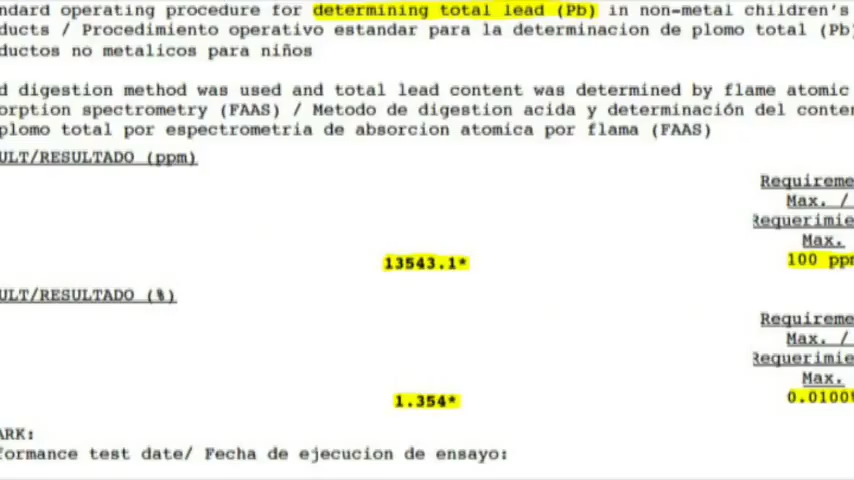 ndard operating procedure for determining total lead (Pb) in non-metal children's
ducts / Procedimiento operativo estandar para la determinacion de plomo total (Pb)
ductos no metalicos para niños
d digestion method was used and total lead content was determined by flame atomic
orption spectrometry (FAAS) / Metodo de digestion acida y determinación del conten
plomo total por espectrometria de absorcion atomica por flama (FAAS)
ULT/RESULTADO (ppm)
Requireme
Max. /
Requerimie
Max.
13543.1*
100 ppm
ULT/RESULTADO (%)
Requireme
Max. /
Requerimie
Max.
1.354*
0.0100%
ARK:
formance test date/ Fecha de ejecucion de ensayo: